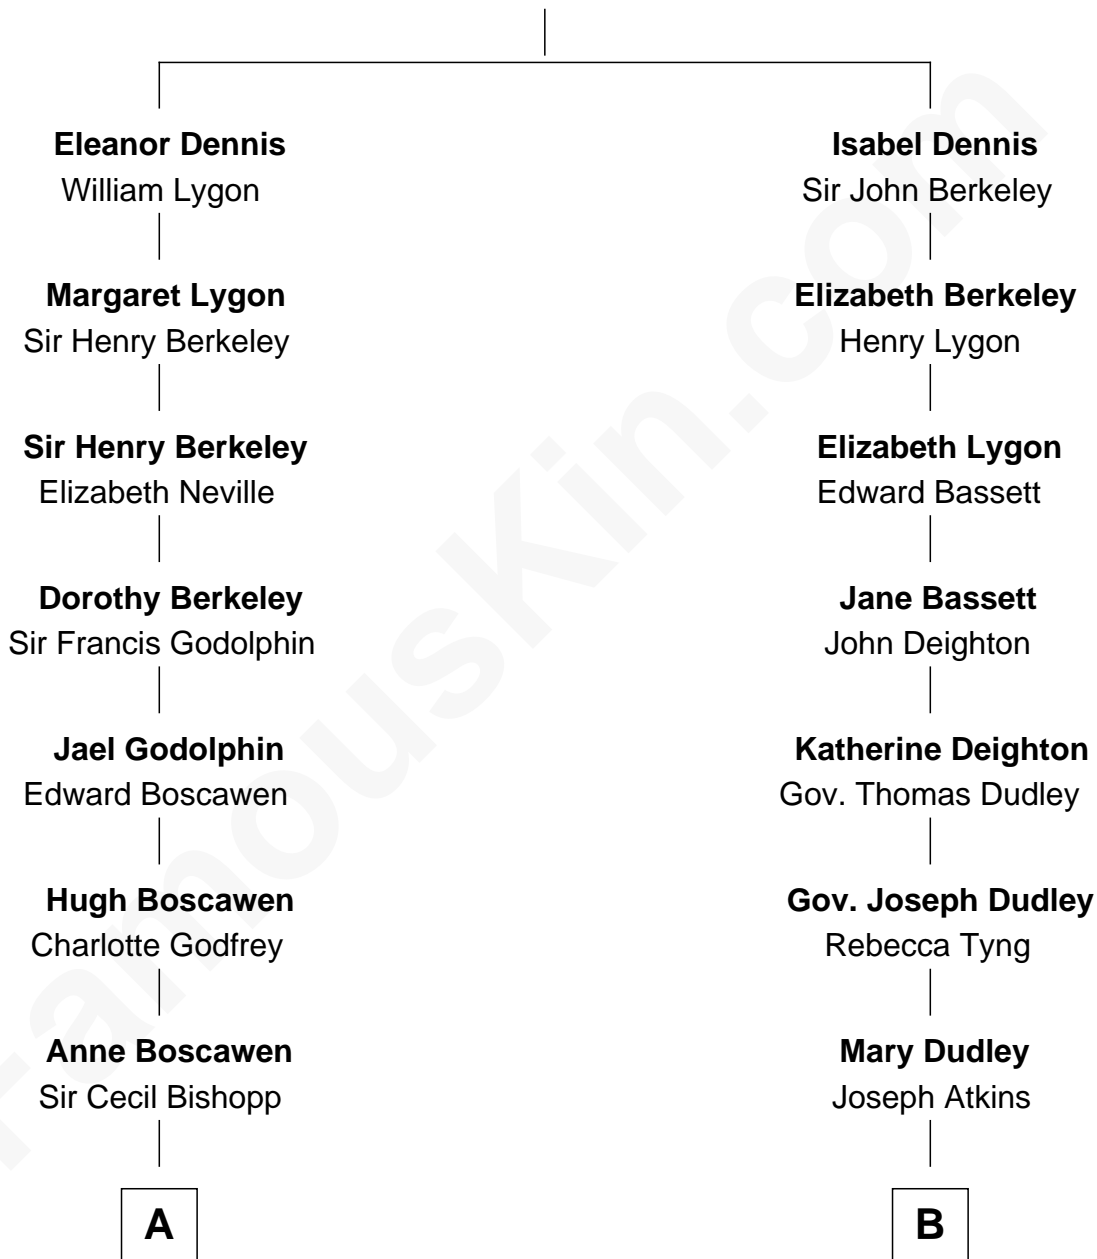 Eleanor Dennis
William Lygon
Margaret Lygon
Sir Henry Berkeley
Sir Henry Berkeley
Elizabeth Neville
Dorothy Berkeley
Sir Francis Godolphin
Jael Godolphin
Edward Boscawen
Hugh Boscawen
Charlotte Godfrey
Anne Boscawen
Sir Cecil Bishopp
A
Isabel Dennis
Sir John Berkeley
Elizabeth Berkeley
Henry Lygon
Elizabeth Lygon
Edward Bassett
Jane Bassett
John Deighton
Katherine Deighton
Gov. Thomas Dudley
Gov. Joseph Dudley
Rebecca Tyng
Mary Dudley
Joseph Atkins
B
FamousKin.com